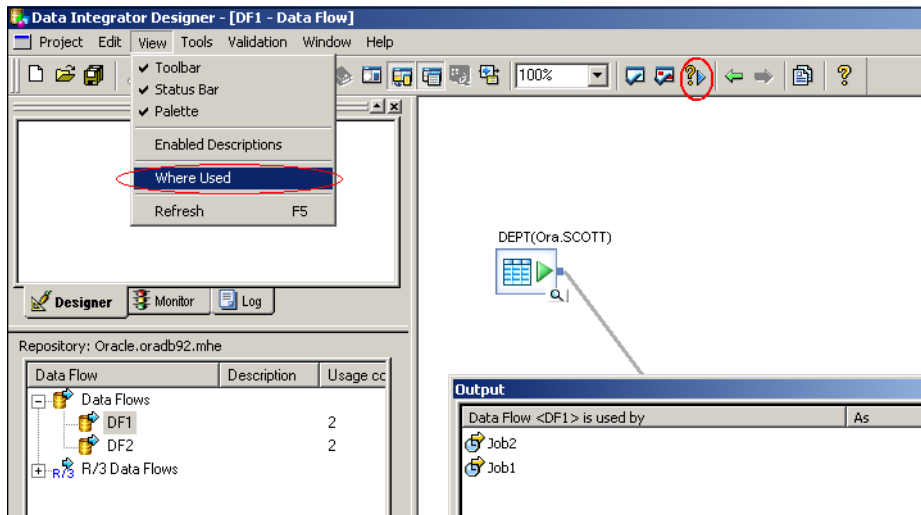 Data Integrator Designer - [DF1 - Data Flow]
Project Edit View Tools Validation Window Help
100%
Toolbar
Status Bar
Palette
Enabled Descriptions
Where Used
Refresh F5
DEPT(Ora.SCOTT)
Designer Monitor Log
Repository: Oracle.oradb92.mhe
Data Flow Description Usage cc
Data Flows
DF1 2
DF2 2
R/3 R/3 Data Flows
Output
Data Flow <DF1> is used by As
Job2
Job1